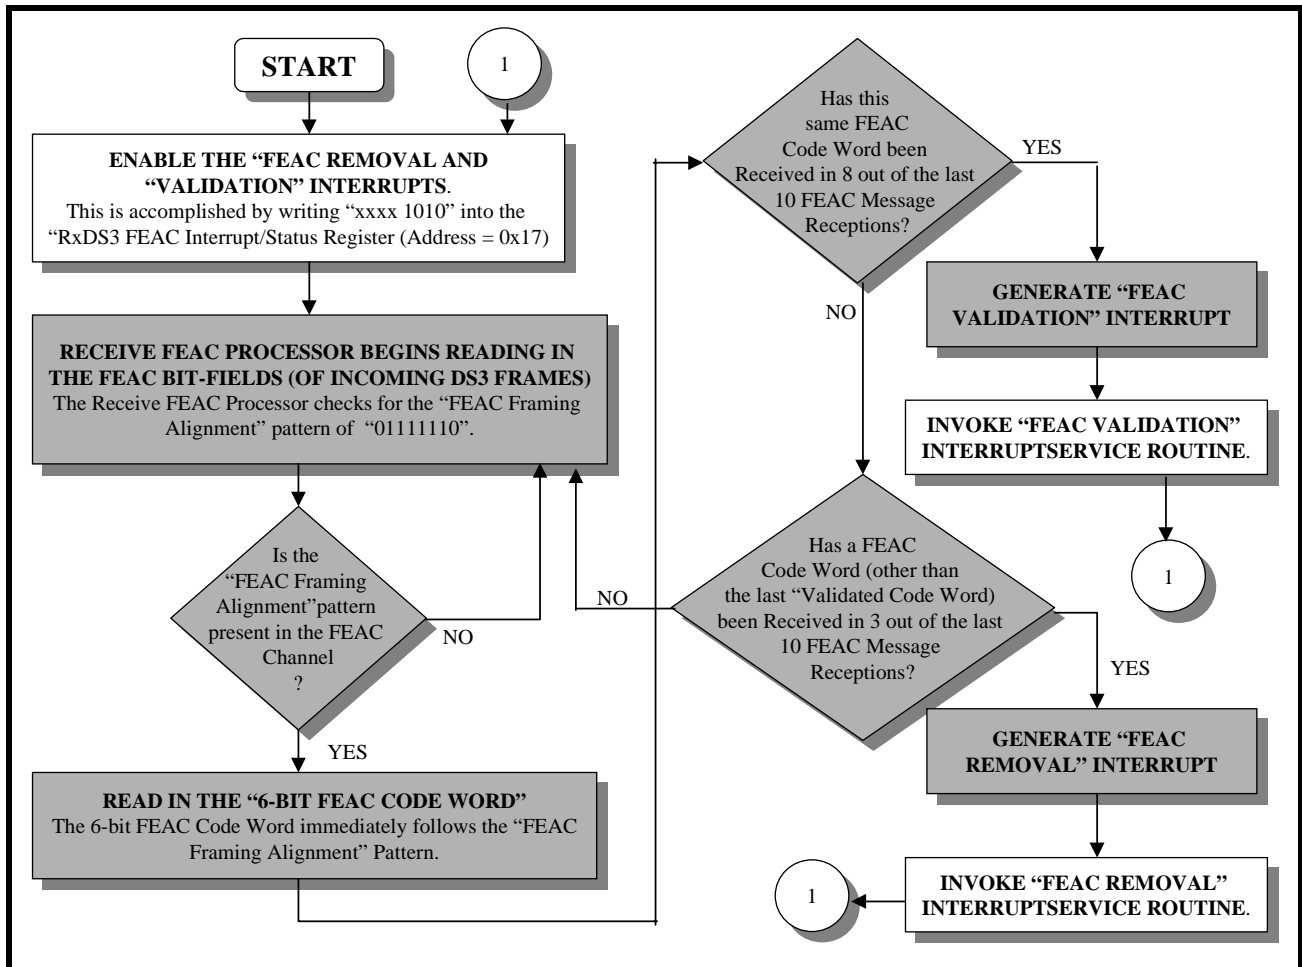 START
1
ENABLE THE “FEAC REMOVAL AND
“VALIDATION” INTERRUPTS.
This is accomplished by writing “xxxx 1010” into the
“RxDS3 FEAC Interrupt/Status Register (Address = 0x17)
RECEIVE FEAC PROCESSOR BEGINS READING IN
THE FEAC BIT-FIELDS (OF INCOMING DS3 FRAMES)
The Receive FEAC Processor checks for the “FEAC Framing
Alignment” pattern of “01111110”.
Is the
“FEAC Framing
Alignment”pattern
present in the FEAC
Channel
?
NO
YES
READ IN THE “6-BIT FEAC CODE WORD”
The 6-bit FEAC Code Word immediately follows the “FEAC
Framing Alignment” Pattern.
Has this
same FEAC
Code Word been
Received in 8 out of the last
10 FEAC Message
Receptions?
YES
NO
GENERATE “FEAC
VALIDATION” INTERRUPT
INVOKE “FEAC VALIDATION”
INTERRUPTSERVICE ROUTINE.
1
Has a FEAC
Code Word (other than
the last “Validated Code Word)
been Received in 3 out of the last
10 FEAC Message
Receptions?
NO
YES
GENERATE “FEAC
REMOVAL” INTERRUPT
INVOKE “FEAC REMOVAL”
INTERRUPTSERVICE ROUTINE.
1